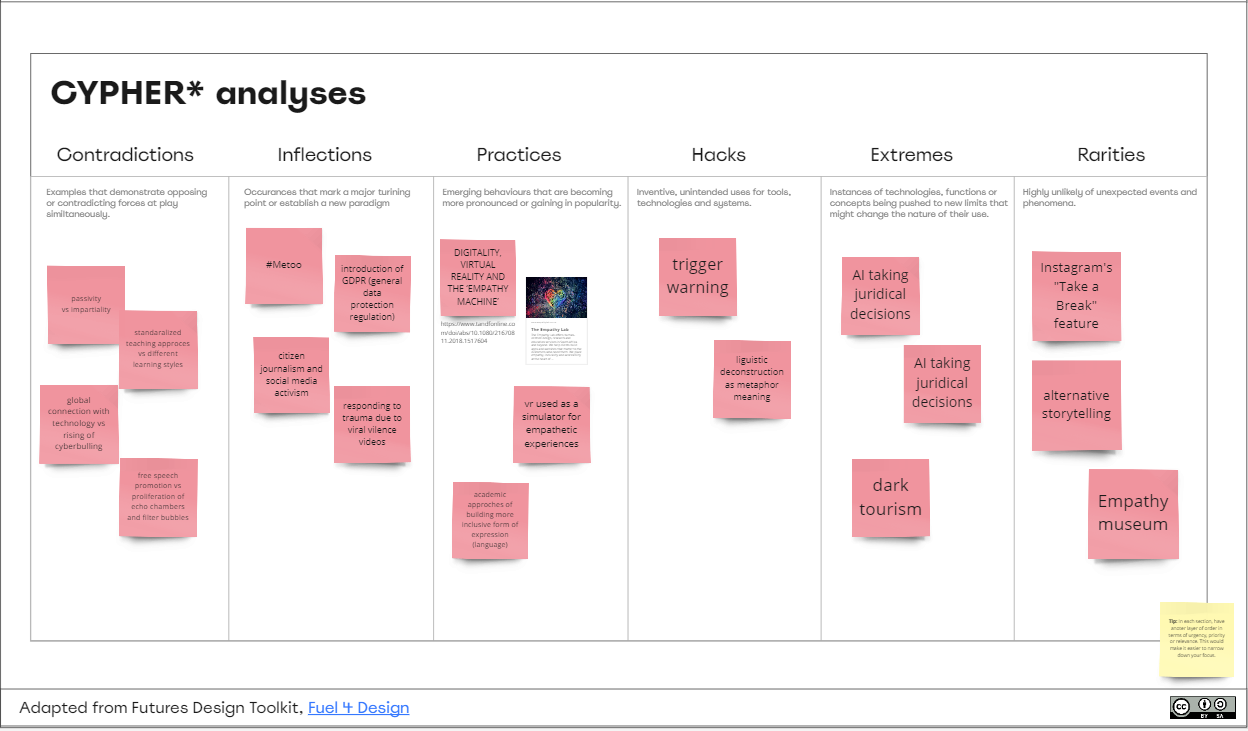 CYPHER* analyses
Contradictions
Inflections
Practices
Hacks
Extremes
Rarities
Examples that demonstrate opposing
or contradicting forces at play
similtaneously.
Occurances that mark a major turining
point or establish a new paradigm
Emerging behaviours that are becoming
more pronounced or gaining in popularity.
Inventive, unintended uses for tools,
technologies and systems.
Instances of technologies, functions or
concepts being pushed to new limits that
might change the nature of their use.
Highly unlikely of unexpected events and
phenomena.
passivity
vs impartiality
standaralized
teaching approces
vs different
learning styles
global
connection with
technology vs
rising of
cyberbulling
free speech
promotion vs
proliferation of
echo chambers
and filter bubbles
#Metoo
introduction of
GDPR (general
data
protection
regulation)
citizen
journalism and
social media
activism
responding to
trauma due to
viral vilence
videos
DIGITALITY,
VIRTUAL
REALITY AND
THE 'EMPATHY
MACHINE'
https://www.tandfonline.co
m/doi/abs/10.1080/216708
11.2018.1517604
The Empathy Lab
vr used as a
simulator for
empathetic
experiences
academic
approches of
building more
inclusive form of
expression
(language)
trigger
warning
liguistic
deconstruction
as metaphor
meaning
AI taking
juridical
decisions
AI taking
juridical
decisions
dark
tourism
Instagram's
"Take a
Break"
feature
alternative
storytelling
Empathy
museum
Tip: In each section, have
another layer of order in
terms of urgency, priority
or relevance. This would
make it easier to narrow
down your focus.
Adapted from Futures Design Toolkit, Fuel 4 Design
CC
BY SA